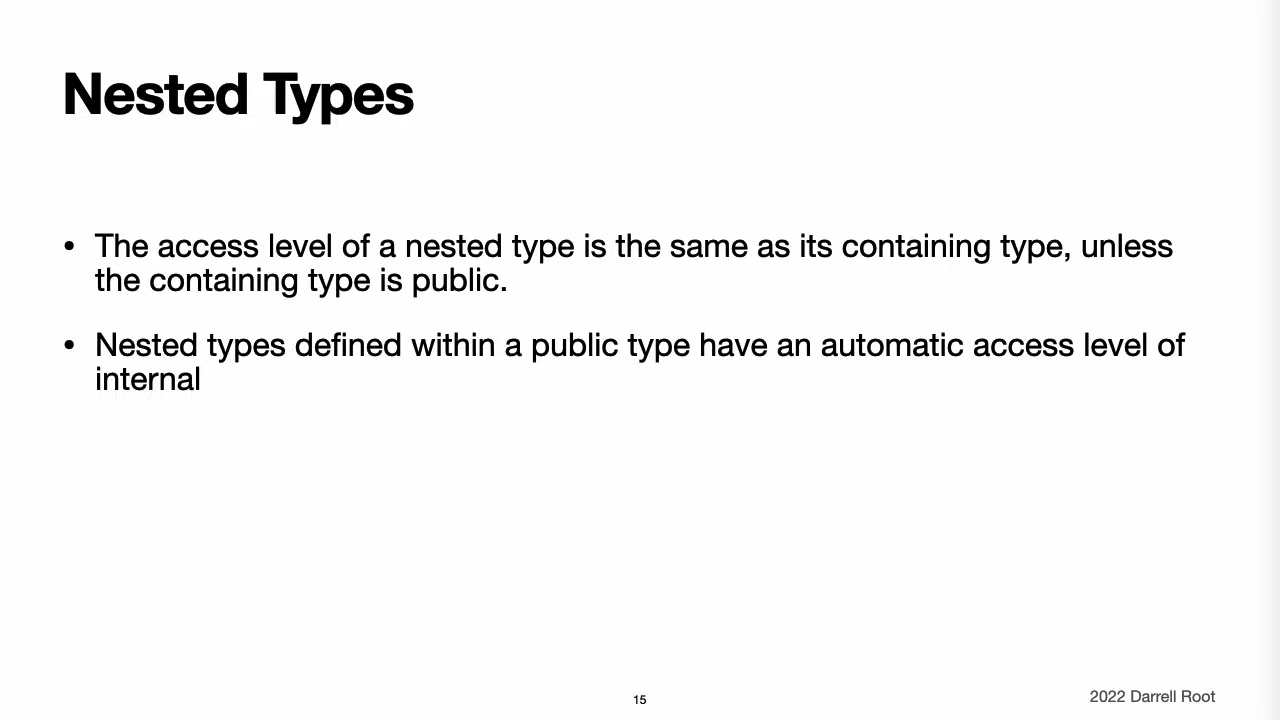 Nested Types
• The access level of a nested type is the same as its containing type, unless
the containing type is public.
• Nested types defined within a public type have an automatic access level of
internal
15
2022 Darrell Root